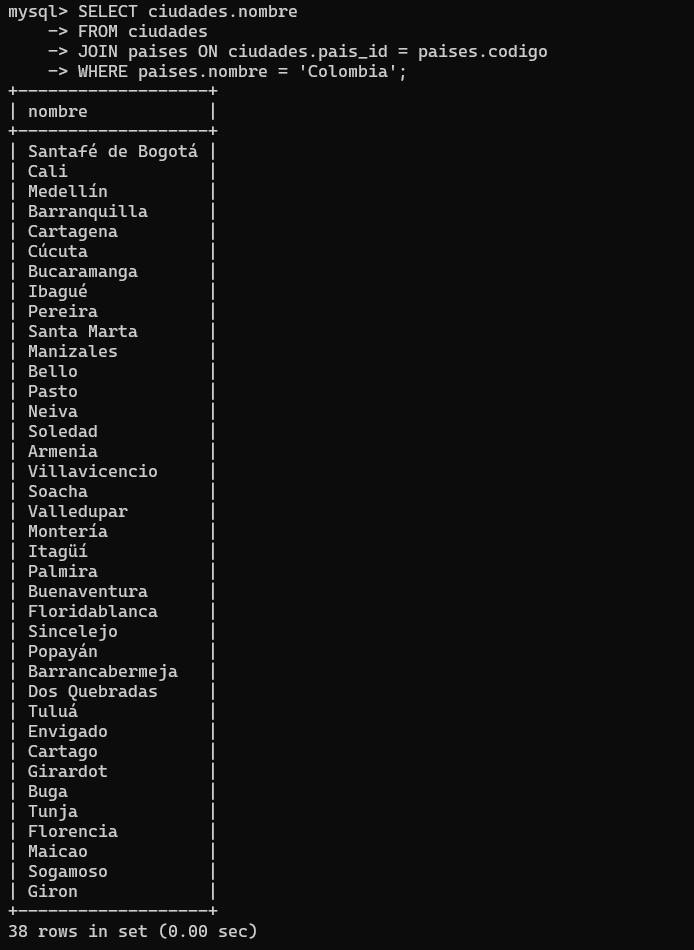 mysql> SELECT ciudades.nombre
    -> FROM ciudades
    -> JOIN paises ON ciudades.pais_id = paises.codigo
    -> WHERE paises.nombre = 'Colombia';
+-------------------+
| nombre            |
+-------------------+
| Santafé de Bogotá |
| Cali              |
| Medellín          |
| Barranquilla      |
| Cartagena         |
| Cúcuta            |
| Bucaramanga       |
| Ibagué            |
| Pereira           |
| Santa Marta       |
| Manizales         |
| Bello             |
| Pasto             |
| Neiva             |
| Soledad           |
| Armenia           |
| Villavicencio     |
| Soacha            |
| Valledupar        |
| Montería          |
| Itagüí            |
| Palmira           |
| Buenaventura      |
| Floridablanca     |
| Sincelejo         |
| Popayán           |
| Barrancabermeja   |
| Dos Quebradas     |
| Tuluá             |
| Envigado          |
| Cartago           |
| Girardot          |
| Buga              |
| Tunja             |
| Florencia         |
| Maicao            |
| Sogamoso          |
| Giron             |
+-------------------+
38 rows in set (0.00 sec)